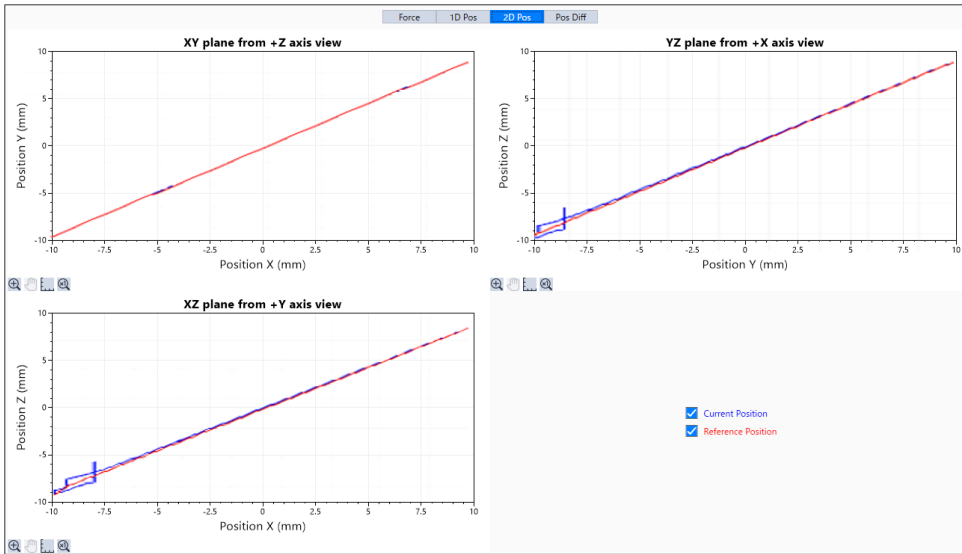 Force 1D Pos 2D Pos Pos Diff
XY plane from +Z axis view
10
5
0
-5
-10
Position Y (mm)
-10 -7.5 -5 -2.5 0 2.5 5 7.5 10
Position X (mm)
YZ plane from +X axis view
10
5
0
-5
-10
Position Z (mm)
-10 -7.5 -5 -2.5 0 2.5 5 7.5 10
Position Y (mm)
XZ plane from +Y axis view
10
5
0
-5
-10
Position Z (mm)
-10 -7.5 -5 -2.5 0 2.5 5 7.5 10
Position X (mm)
Current Position
Reference Position